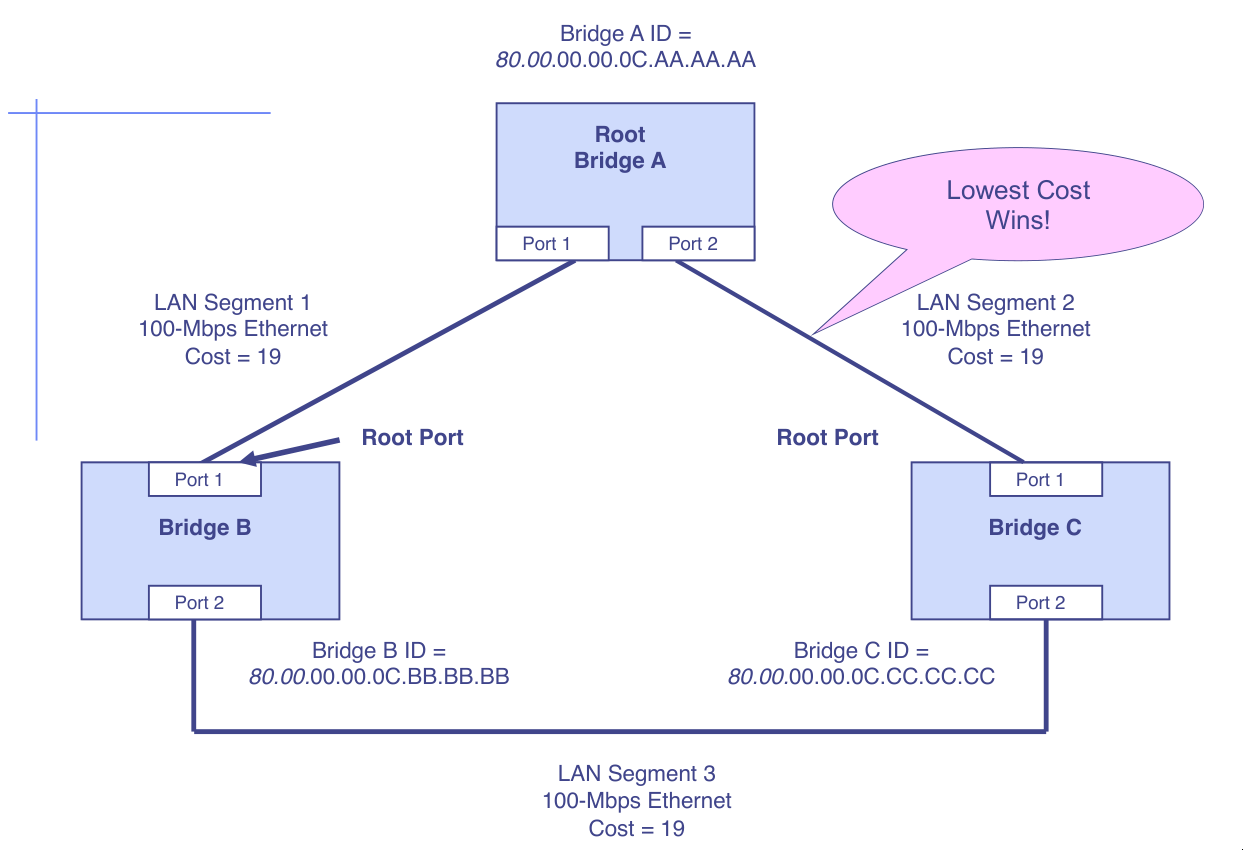 Bridge A ID =
80.00.00.00.0C.AA.AA.AA
Root
Bridge A
Port 1
Port 2
Lowest Cost
Wins!
LAN Segment 1
100-Mbps Ethernet
Cost = 19
LAN Segment 2
100-Mbps Ethernet
Cost = 19
Root Port
Root Port
Port 1
Bridge B
Port 2
Port 1
Bridge C
Port 2
Bridge B ID =
80.00.00.00.0C.BB.BB.BB
Bridge C ID =
80.00.00.00.0C.CC.CC.CC
LAN Segment 3
100-Mbps Ethernet
Cost = 19